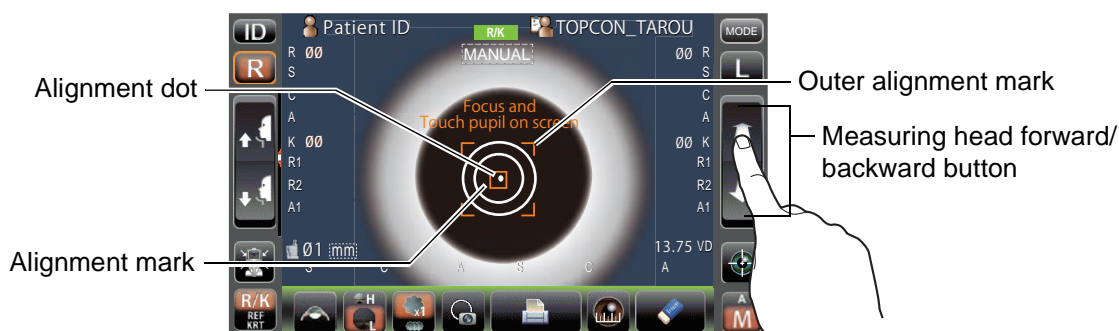 ID
Patient ID
R/K
TOPCON_TAROU
MODE
R
R 00
MANUAL
00 R
L
S
S
Alignment dot
C
C
Outer alignment mark
A
Focus and
A
Touch pupil on screen
K 00
00 K
Measuring head forward/
backward button
R1
R1
R2
R2
A1
A1
01 mm
13.75 VD
Alignment mark
S C A S C A
R/K
REF
KRT
H
L
x1
A
M